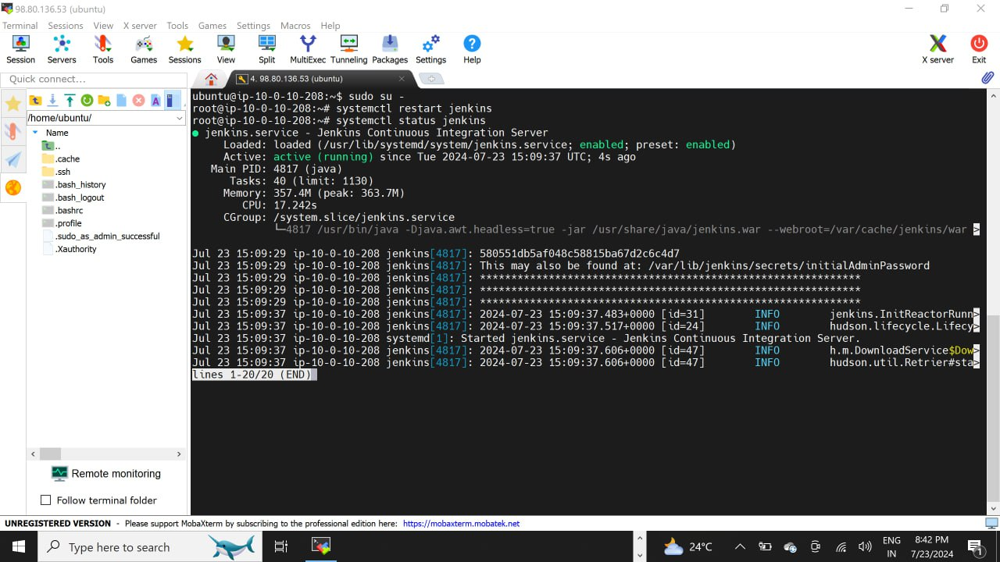 98.80.136.53 (ubuntu)
Terminal Sessions View X server Tools Games Settings Macros Help
Session Servers Tools Games Sessions View Split MultiExec Tunneling Packages Settings Help X server Exit
Quick connect...
4. 98.80.136.53 (ubuntu)
/home/ubuntu/
Name
..
.cache
.ssh
.bash_history
.bash_logout
.bashrc
.profile
.sudo_as_admin_successful
.Xauthority
Remote monitoring
Follow terminal folder
ubuntu@ip-10-0-10-208:~$ sudo su -
root@ip-10-0-10-208:~# systemctl restart jenkins
root@ip-10-0-10-208:~# systemctl status jenkins
● jenkins.service - Jenkins Continuous Integration Server
Loaded: loaded (/usr/lib/systemd/system/jenkins.service; enabled; preset: enabled)
Active: active (running) since Tue 2024-07-23 15:09:37 UTC; 4s ago
Main PID: 4817 (java)
Tasks: 40 (limit: 1130)
Memory: 357.4M (peak: 363.7M)
CPU: 17.242s
CGroup: /system.slice/jenkins.service
└─4817 /usr/bin/java -Djava.awt.headless=true -jar /usr/share/java/jenkins.war --webroot=/var/cache/jenkins/war >
Jul 23 15:09:29 ip-10-0-10-208 jenkins[4817]: 580551db5af048c58815ba67d2c6c4d7
Jul 23 15:09:29 ip-10-0-10-208 jenkins[4817]: This may also be found at: /var/lib/jenkins/secrets/initialAdminPassword
Jul 23 15:09:29 ip-10-0-10-208 jenkins[4817]: *************************************************************
Jul 23 15:09:29 ip-10-0-10-208 jenkins[4817]: *************************************************************
Jul 23 15:09:29 ip-10-0-10-208 jenkins[4817]: *************************************************************
Jul 23 15:09:37 ip-10-0-10-208 jenkins[4817]: 2024-07-23 15:09:37.483+0000 [id=31] INFO jenkins.InitReactorRunn>
Jul 23 15:09:37 ip-10-0-10-208 jenkins[4817]: 2024-07-23 15:09:37.517+0000 [id=24] INFO hudson.lifecycle.Lifecy>
Jul 23 15:09:37 ip-10-0-10-208 systemd[1]: Started jenkins.service - Jenkins Continuous Integration Server.
Jul 23 15:09:37 ip-10-0-10-208 jenkins[4817]: 2024-07-23 15:09:37.606+0000 [id=47] INFO h.m.DownloadService$Dow>
Jul 23 15:09:37 ip-10-0-10-208 jenkins[4817]: 2024-07-23 15:09:37.606+0000 [id=47] INFO hudson.util.Retrier#sta>
lines 1-20/20 (END)
UNREGISTERED VERSION - Please support MobaXterm by subscribing to the professional edition here: https://mobaxterm.mobatek.net
Type here to search
24°C
ENG
IN
8:42 PM
7/23/2024
1